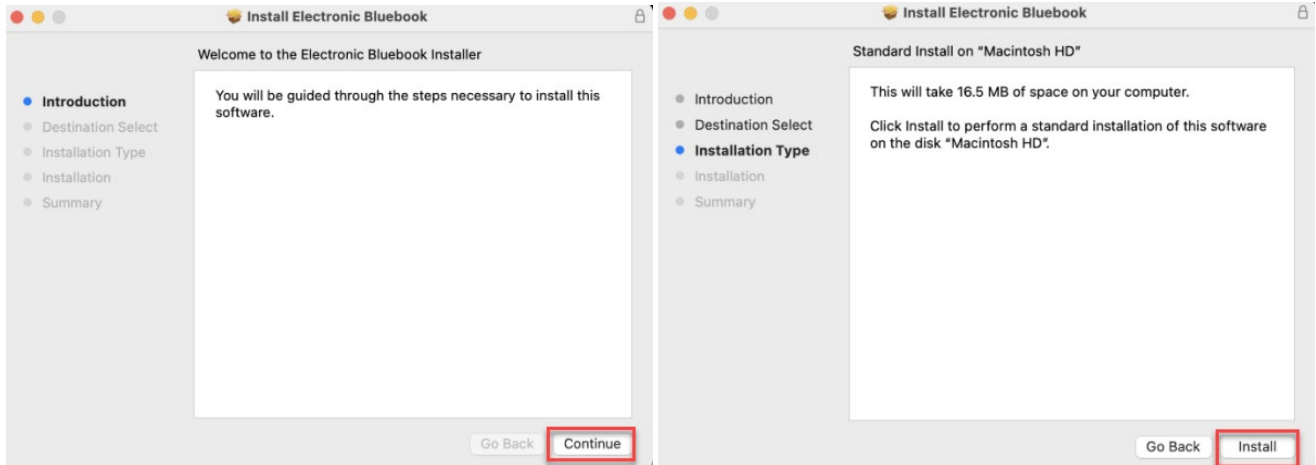 Install Electronic Bluebook
Welcome to the Electronic Bluebook Installer
Introduction
Destination Select
Installation Type
Installation
Summary
You will be guided through the steps necessary to install this
software.
Go Back
Continue
Install Electronic Bluebook
Standard Install on "Macintosh HD"
Introduction
Destination Select
Installation Type
Installation
Summary
This will take 16.5 MB of space on your computer.
Click Install to perform a standard installation of this software
on the disk "Macintosh HD".
Go Back
Install